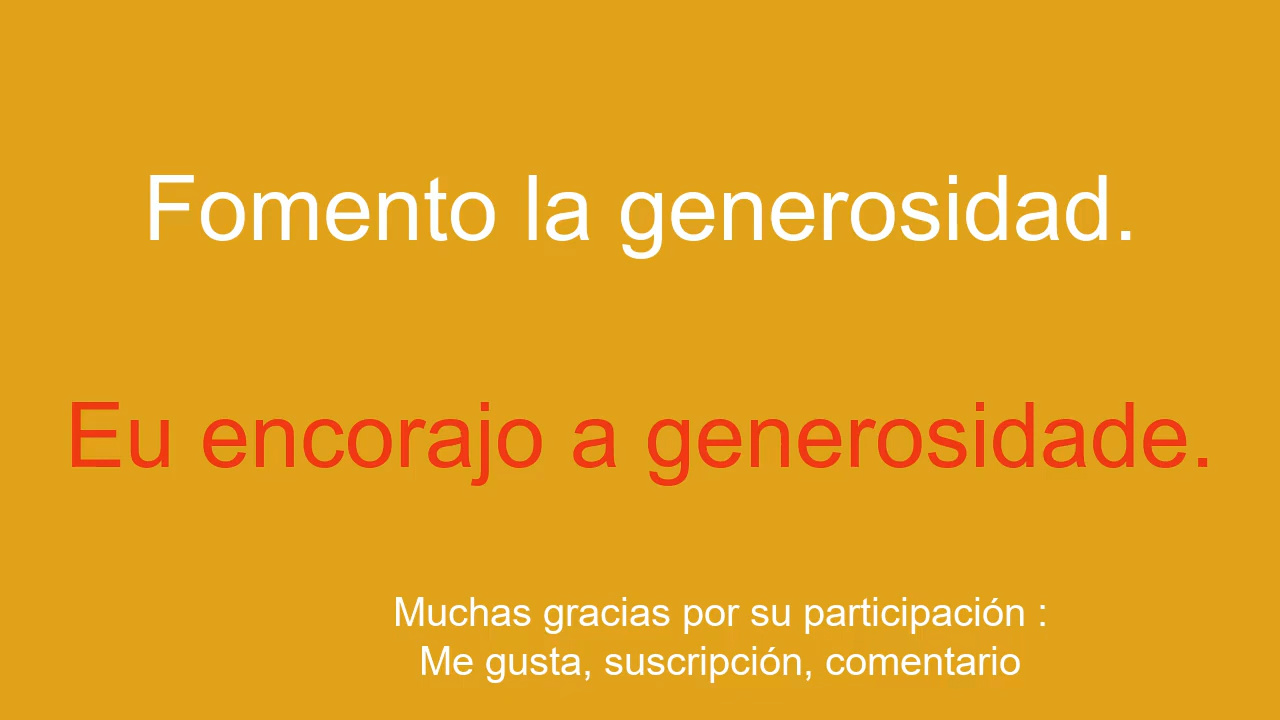 Fomento la generosidad.
Eu encorajo a generosidade.
Muchas gracias por su participación :
Me gusta, suscripción, comentario